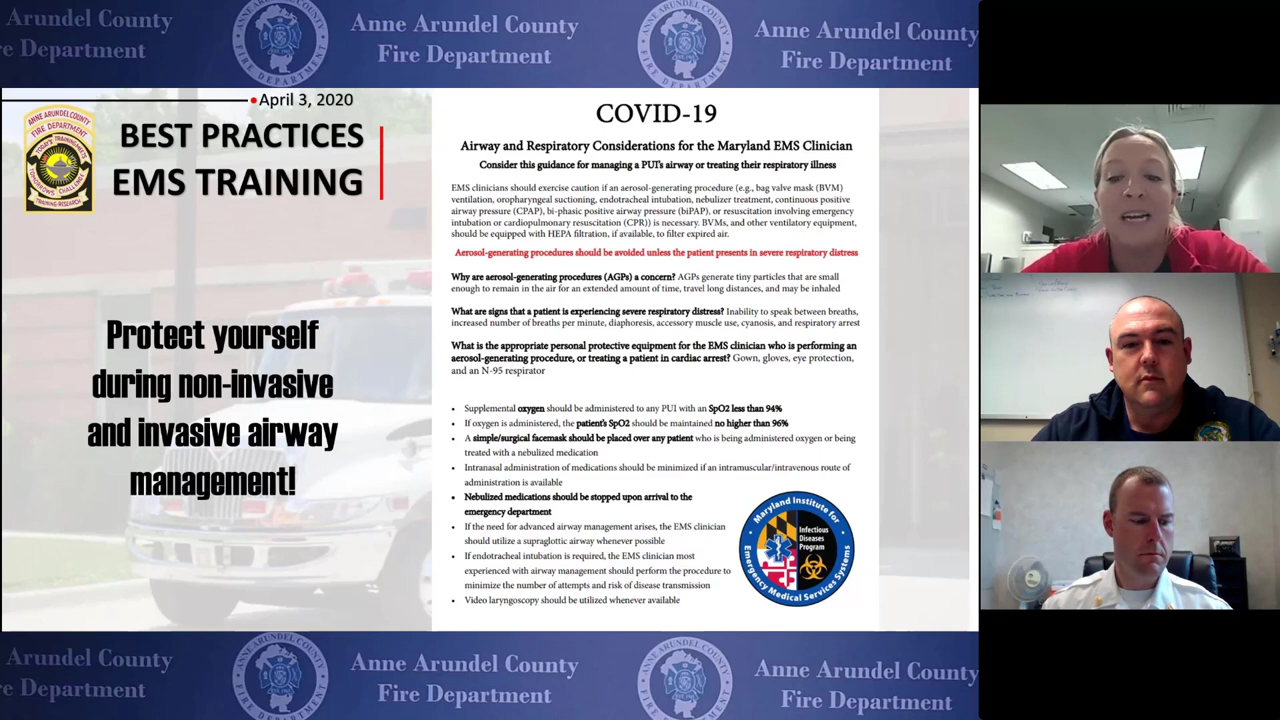 Anne Arundel County
Fire Department
Anne Arundel County
Fire Department
Anne Arundel County
Fire Department
April 3, 2020
BEST PRACTICES
EMS TRAINING
ANNE ARUNDEL COUNTY
FIRE DEPARTMENT
TRAINING-RESEARCH
Protect yourself
during non-invasive
and invasive airway
management!
COVID-19
Airway and Respiratory Considerations for the Maryland EMS Clinician
Consider this guidance for managing a PUI's airway or treating their respiratory illness
EMS clinicians should exercise caution if an aerosol-generating procedure (e.g., bag valve mask (BVM)
ventilation, oropharyngeal suctioning, endotracheal intubation, nebulizer treatment, continuous positive
airway pressure (CPAP), bi-phasic positive airway pressure (biPAP), or resuscitation involving emergency
intubation or cardiopulmonary resuscitation (CPR)) is necessary. BVMs, and other ventilatory equipment,
should be equipped with HEPA filtration, if available, to filter expired air.
Aerosol-generating procedures should be avoided unless the patient presents in severe respiratory distress
Why are aerosol-generating procedures (AGPs) a concern? AGPs generate tiny particles that are small
enough to remain in the air for an extended amount of time, travel long distances, and may be inhaled
What are signs that a patient is experiencing severe respiratory distress? Inability to speak between breaths,
increased number of breaths per minute, diaphoresis, accessory muscle use, cyanosis, and respiratory arrest
What is the appropriate personal protective equipment for the EMS clinician who is performing an
aerosol-generating procedure, or treating a patient in cardiac arrest? Gown, gloves, eye protection,
and an N-95 respirator
• Supplemental oxygen should be administered to any PUI with an SpO2 less than 94%
• If oxygen is administered, the patient's SpO2 should be maintained no higher than 96%
• A simple/surgical facemask should be placed over any patient who is being administered oxygen or being
treated with a nebulized medication
• Intranasal administration of medications should be minimized if an intramuscular/intravenous route of
administration is available
• Nebulized medications should be stopped upon arrival to the
emergency department
• If the need for advanced airway management arises, the EMS clinician
should utilize a supraglottic airway whenever possible
• If endotracheal intubation is required, the EMS clinician most
experienced with airway management should perform the procedure to
minimize the number of attempts and risk of disease transmission
• Video laryngoscopy should be utilized whenever available
Maryland Institute for
Emergency Medical Services Systems
Infectious
Diseases
Program
Anne Arundel County
Fire Department
Anne Arundel County
Fire Department
Anne Arundel County
Fire Department